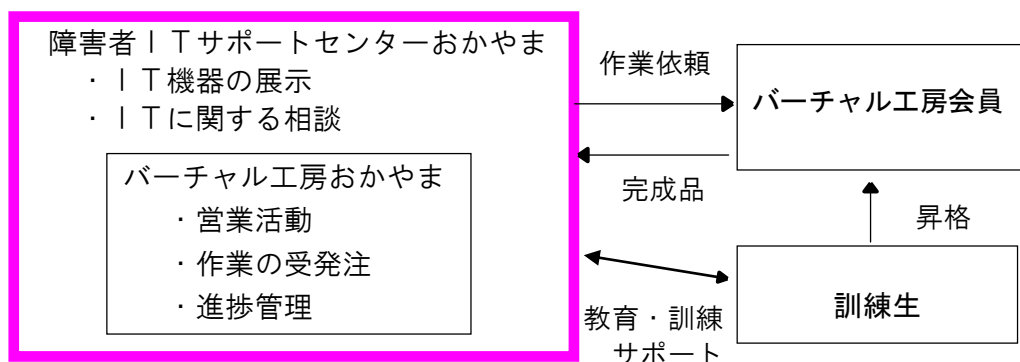 障害者ＩＴサポートセンターおかやま
・ＩＴ機器の展示
・ＩＴに関する相談
バーチャル工房おかやま
・営業活動
・作業の受発注
・進捗管理
作業依頼
完成品
バーチャル工房会員
昇格
訓練生
教育・訓練
サポート